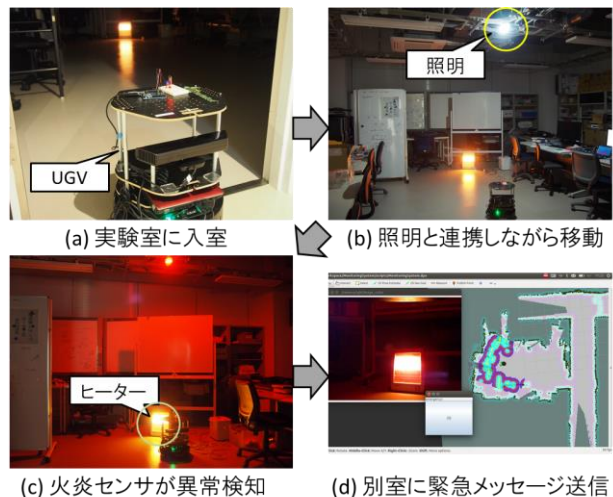 照明
UGV
(a) 実験室に入室
(b) 照明と連携しながら移動
ヒーター
(c) 火炎センサが異常検知
(d) 別室に緊急メッセージ送信